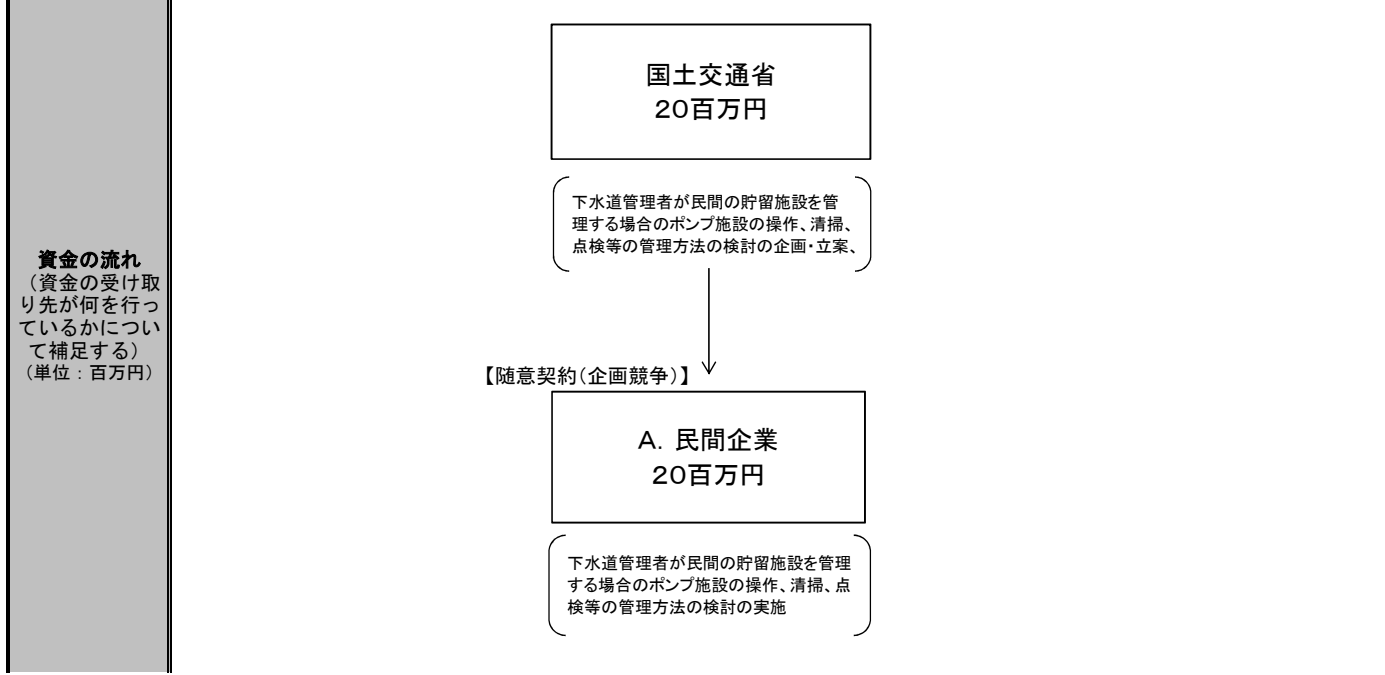 資金の流れ
（資金の受け取
り先が何を行っ
ているかについ
て補足する）
（単位：百万円）
国土交通省
20百万円
下水道管理者が民間の貯留施設を管
理する場合のポンプ施設の操作、清掃、
点検等の管理方法の検討の企画・立案、
【随意契約（企画競争）】
A．民間企業
20百万円
下水道管理者が民間の貯留施設を管理
する場合のポンプ施設の操作、清掃、点
検等の管理方法の検討の実施